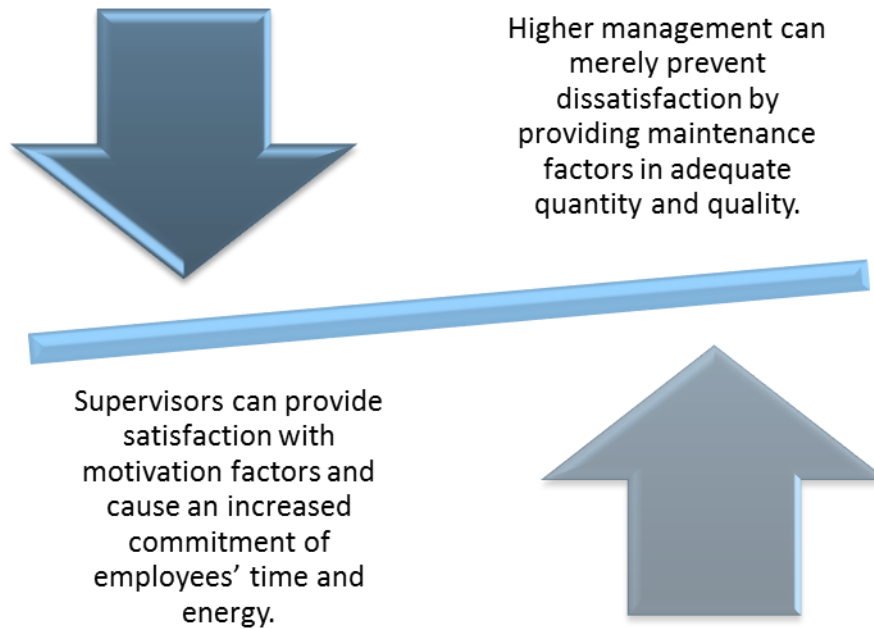 Higher management can
merely prevent
dissatisfaction by
providing maintenance
factors in adequate
quantity and quality.
Supervisors can provide
satisfaction with
motivation factors and
cause an increased
commitment of
employees’ time and
energy.